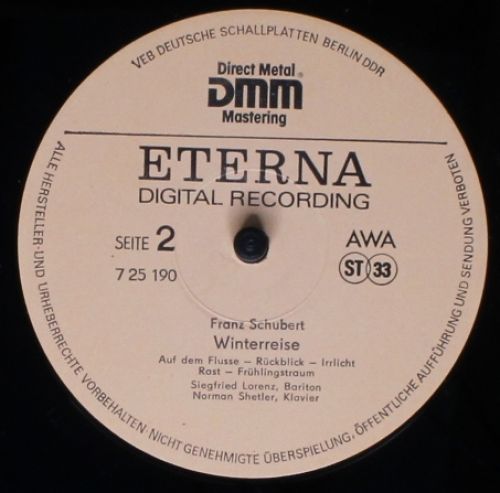 VEB DEUTSCHE SCHALLPLATTEN BERLIN DDR
Direct Metal
DMM®
Mastering
ETERNA
DIGITAL RECORDING
SEITE 2
AWA
7 25 190
ST 33
Franz Schubert
Winterreise
Auf dem Flusse – Rückblick – Irrlicht
Rast – Frühlingstraum
Siegfried Lorenz, Bariton
Norman Shetler, Klavier
ALLE HERSTELLER- UND URHEBERRECHTE VORBEHALTEN NICHT GENEHMIGTE ÜBERSPIELUNG, ÖFFENTLICHE AUFFÜHRUNG UND SENDUNG VERBOTEN